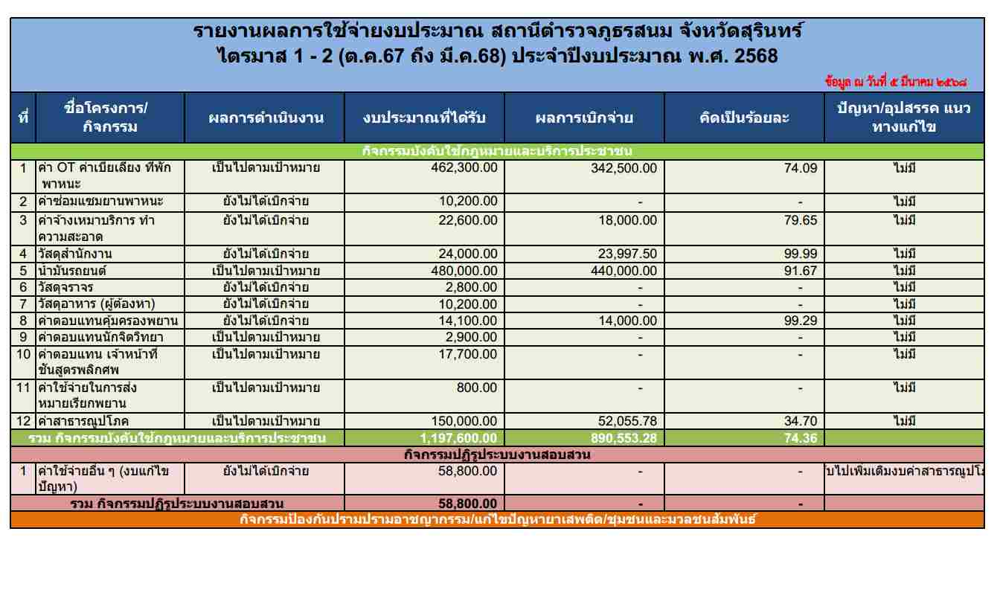 รายงานผลการใช้จ่ายงบประมาณ สถานีตำรวจภูธรสนม จังหวัดสุรินทร์
ไตรมาส 1 - 2 (ต.ค.67 ถึง มี.ค.68) ประจำปีงบประมาณ พ.ศ. 2568
ข้อมูล ณ วันที่ ๕ มีนาคม ๒๕๖๘
ที่ ชื่อโครงการ/ ผลการดำเนินงาน งบประมาณที่ได้รับ ผลการเบิกจ่าย คิดเป็นร้อยละ ปัญหา/อุปสรรค แนว
กิจกรรม ทางแก้ไข
กิจกรรมบังคับใช้กฎหมายและบริการประชาชน
1 ค่า OT ค่าเบี้ยเลี้ยง ที่พัก เป็นไปตามเป้าหมาย 462,300.00 342,500.00 74.09 ไม่มี
พาหนะ
2 ค่าซ่อมแซมยานพาหนะ ยังไม่ได้เบิกจ่าย 10,200.00 - - ไม่มี
3 ค่าจ้างเหมาบริการ ทำ ยังไม่ได้เบิกจ่าย 22,600.00 18,000.00 79.65 ไม่มี
ความสะอาด
4 วัสดุสำนักงาน ยังไม่ได้เบิกจ่าย 24,000.00 23,997.50 99.99 ไม่มี
5 น้ำมันรถยนต์ เป็นไปตามเป้าหมาย 480,000.00 440,000.00 91.67 ไม่มี
6 วัสดุจราจร ยังไม่ได้เบิกจ่าย 2,800.00 - - ไม่มี
7 วัสดุอาหาร (ผู้ต้องหา) ยังไม่ได้เบิกจ่าย 10,200.00 - - ไม่มี
8 ค่าตอบแทนคุ้มครองพยาน ยังไม่ได้เบิกจ่าย 14,100.00 14,000.00 99.29 ไม่มี
9 ค่าตอบแทนนักจิตวิทยา เป็นไปตามเป้าหมาย 2,900.00 - - ไม่มี
10 ค่าตอบแทน เจ้าหน้าที่ เป็นไปตามเป้าหมาย 17,700.00 - - ไม่มี
ชันสูตรพลิกศพ
11 ค่าใช้จ่ายในการส่ง เป็นไปตามเป้าหมาย 800.00 - - ไม่มี
หมายเรียกพยาน
12 ค่าสาธารณูปโภค เป็นไปตามเป้าหมาย 150,000.00 52,055.78 34.70 ไม่มี
รวม กิจกรรมบังคับใช้กฎหมายและบริการประชาชน 1,197,600.00 890,553.28 74.36
กิจกรรมปฏิรูประบบงานสอบสวน
1 ค่าใช้จ่ายอื่น ๆ (งบแก้ไข ยังไม่ได้เบิกจ่าย 58,800.00 - - ไปเพิ่มเติมงบค่าสาธารณูปโภ
ปัญหา)
รวม กิจกรรมปฏิรูประบบงานสอบสวน 58,800.00 - -
กิจกรรมป้องกันปรามปรามอาชญากรรม/แก้ไขปัญหายาเสพติด/ชุมชนและมวลชนสัมพันธ์